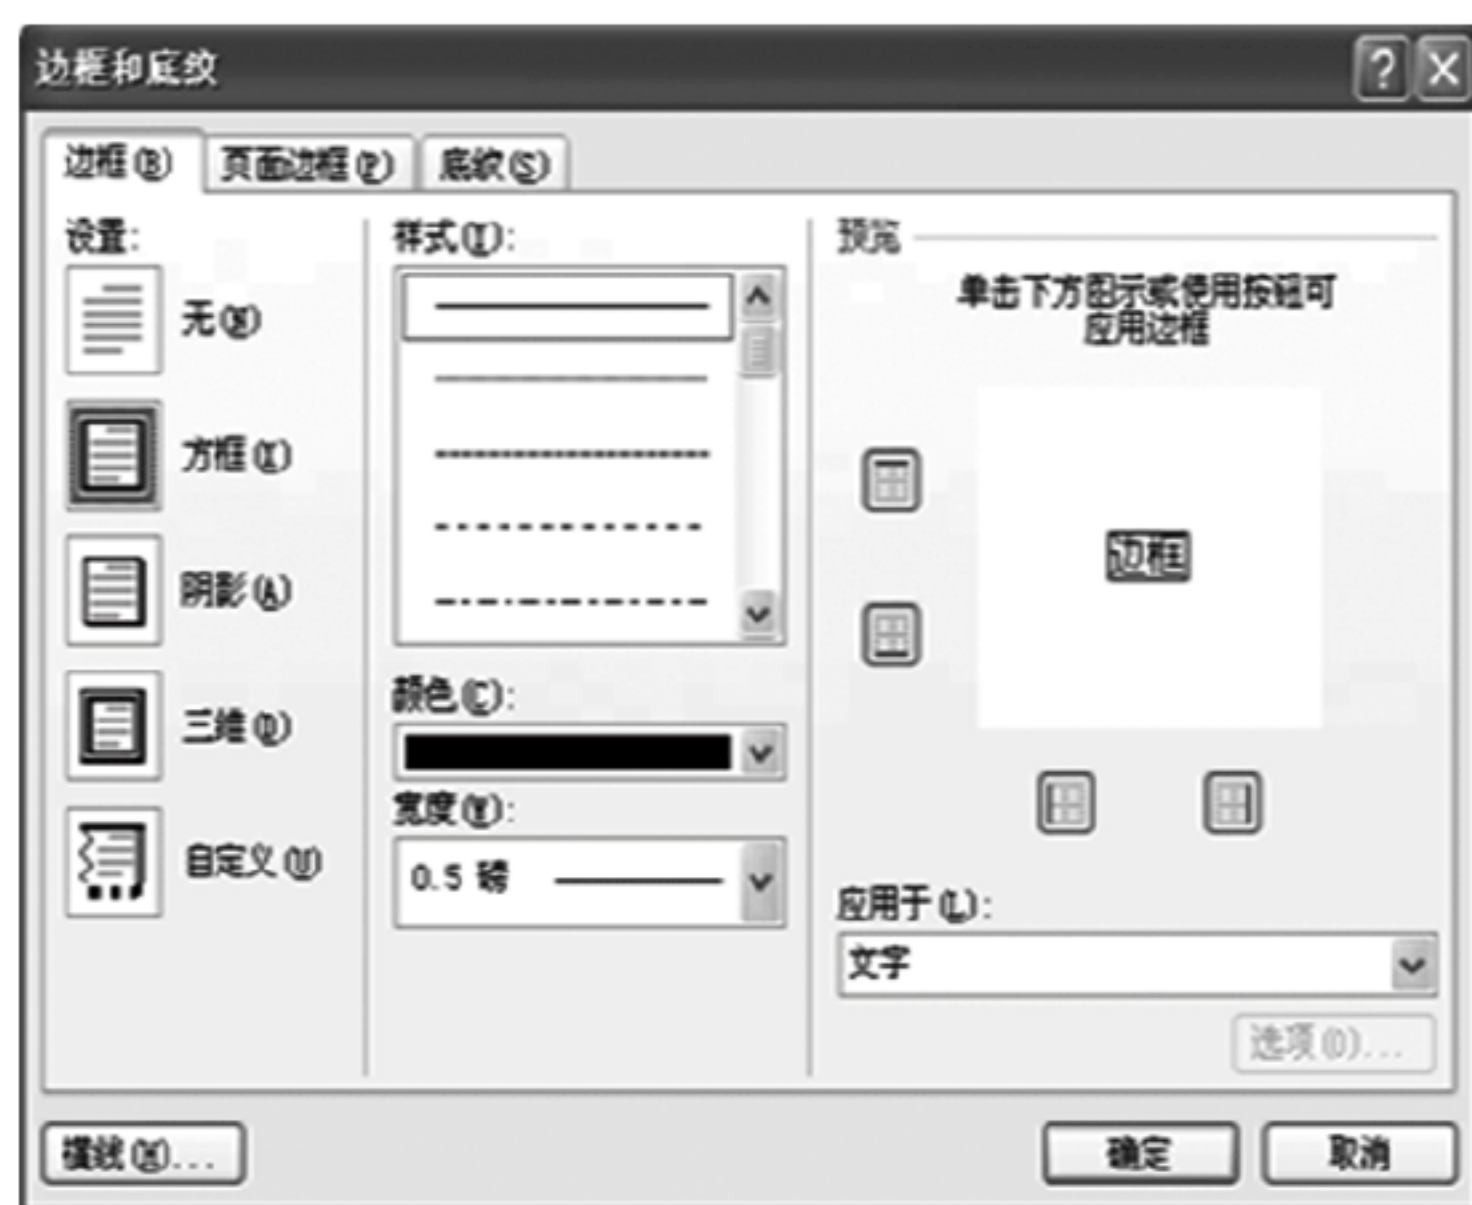 边框和底纹
边框(B) 页面边框(P) 底纹(S)
设置:
无(N)
方框(X)
阴影(A)
三维(D)
自定义(U)
样式(Y):
颜色(C):
宽度(W):
0.5 磅
预览
单击下方图示或使用按钮可
应用边框
边框
应用于(L):
文字
选项(O)...
横线(H)...
确定 取消